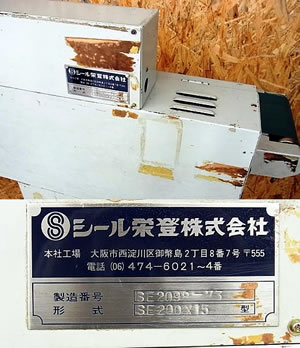 シール栄登株式会社
Ⓢシール栄登株式会社
本社工場 大阪市西淀川区御幣島2丁目8番7号 〒555
電話 (06) 474-6021〜4番
製造番号
形式 SE200X15 型